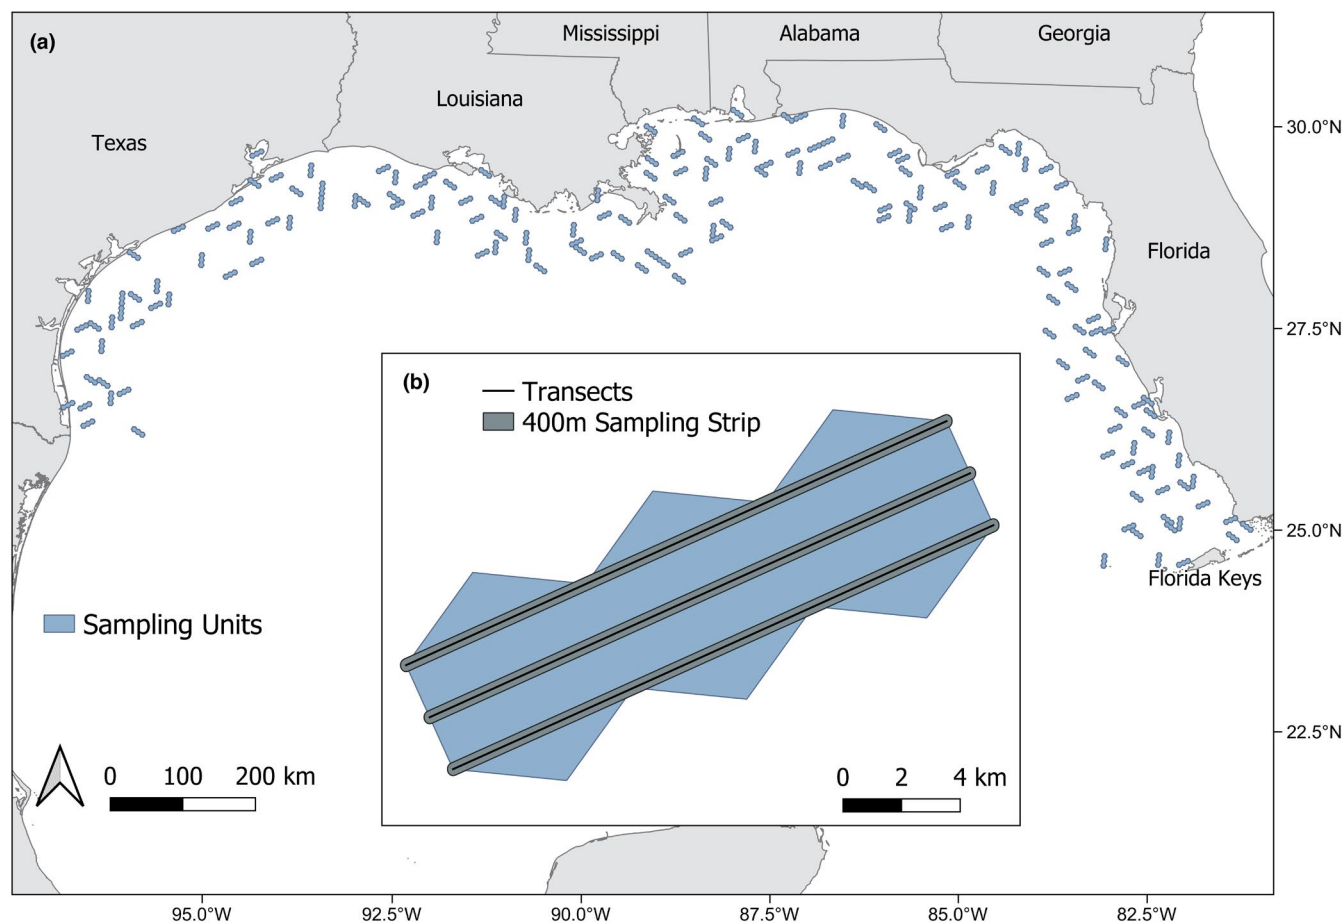 (a)
Mississippi
Alabama
Georgia
Louisiana
Texas
30.0°N
Florida
27.5°N
(b)
Transects
400m Sampling Strip
25.0°N
Florida Keys
Sampling Units
22.5°N
0 100 200 km
0 2 4 km
95.0°W 92.5°W 90.0°W 87.5°W 85.0°W 82.5°W